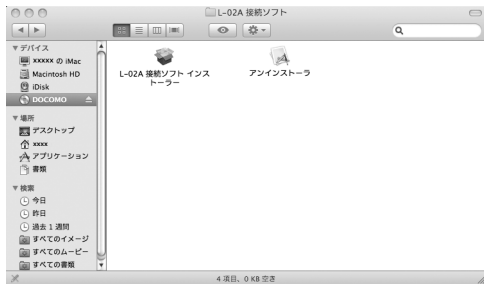 L-02A 接続ソフト
▼デバイス
xxxxx の iMac
Macintosh HD
iDisk
DOCOMO
▼場所
デスクトップ
xxxx
アプリケーション
書類
▼検索
今日
昨日
過去 1 週間
すべてのイメージ
すべてのムービー
すべての書類
L-02A 接続ソフト インス
トーラー
アンインストーラ
4 項目、0 KB 空き